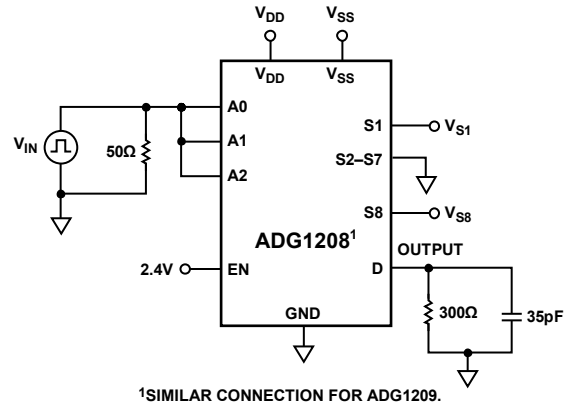 VDD VSS
VDD VSS
A0
S1 VS1
VIN 50Ω A1
S2–S7
A2
S8 VS8
ADG1208¹
OUTPUT
2.4V EN D
300Ω 35pF
GND
¹SIMILAR CONNECTION FOR ADG1209.